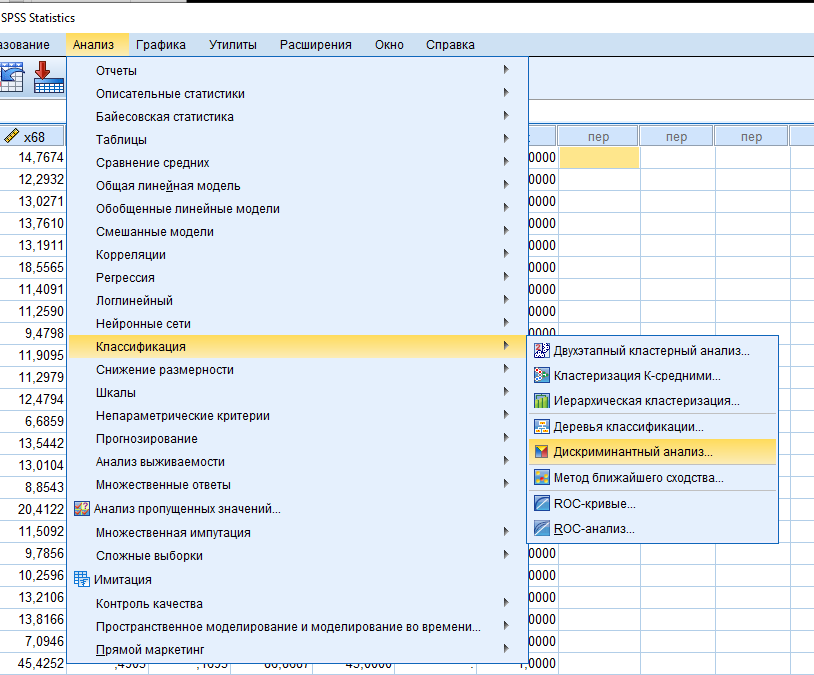 SPSS Statistics
азование Анализ Графика Утилиты Расширения Окно Справка
Отчеты
Описательные статистики
Байесовская статистика
Таблицы
Сравнение средних
Общая линейная модель
Обобщенные линейные модели
Смешанные модели
Корреляции
Регрессия
Логлинейный
Нейронные сети
Классификация
Снижение размерности
Шкалы
Непараметрические критерии
Прогнозирование
Анализ выживаемости
Множественные ответы
Анализ пропущенных значений...
Множественная импутация
Сложные выборки
Имитация
Контроль качества
Пространственное моделирование и моделирование во времени...
Прямой маркетинг
Двухэтапный кластерный анализ...
Кластеризация К-средними...
Иерархическая кластеризация...
Деревья классификации...
Дискриминантный анализ...
Метод ближайшего сходства...
ROC-кривые...
ROC-анализ...
x68 пер пер пер
14,7674 0000
12,2932 0000
13,0271 0000
13,7610 0000
13,1911 0000
18,5565 0000
11,4091 0000
11,2590 0000
9,4798 0000
11,9095
11,2979
12,4794
6,6859
13,5442
13,0104
8,8543
20,4122
11,5092
9,7856 0000
10,2596 0000
13,2106 0000
13,8166 0000
7,0946 0000
45,4252 1,0000